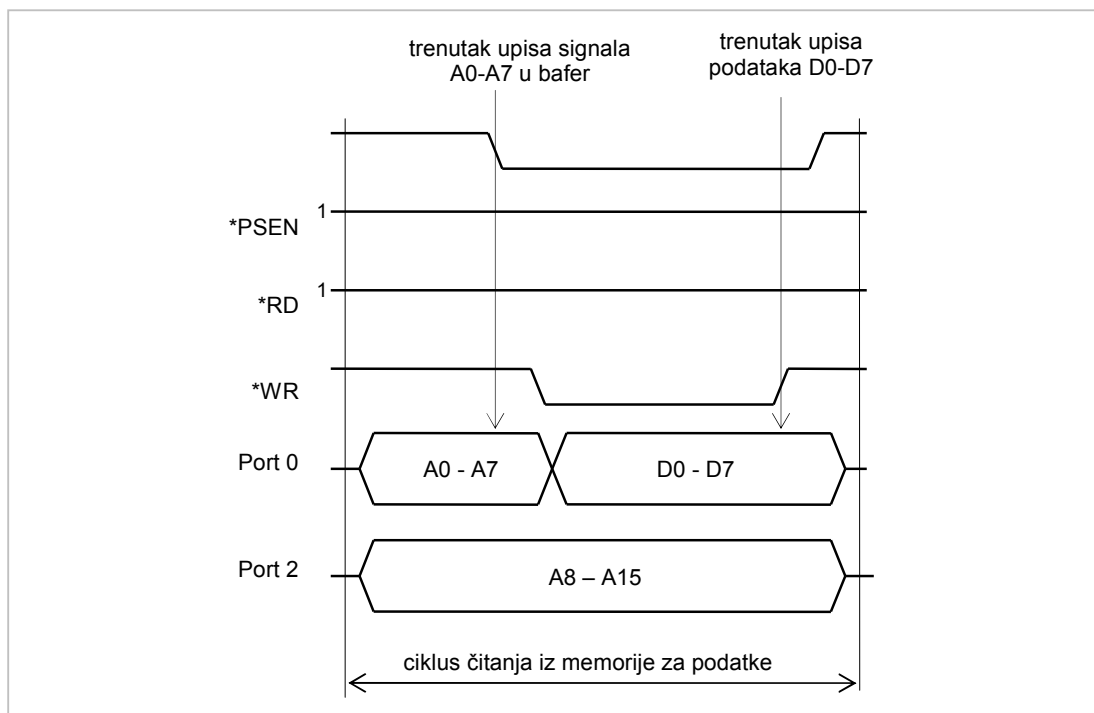 trenutak upisa signala
A0-A7 u bafer
trenutak upisa
podataka D0-D7
*PSEN
1
*RD
1
*WR
Port 0
A0 - A7
D0 - D7
Port 2
A8 – A15
ciklus čitanja iz memorije za podatke